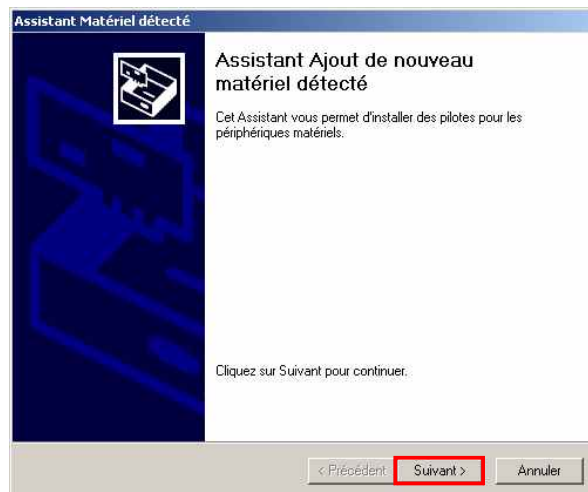 Assistant Matériel détecté
Assistant Ajout de nouveau
matériel détecté
Cet Assistant vous permet d'installer des pilotes pour les
périphériques matériels.
Cliquez sur Suivant pour continuer.
< Précédent Suivant > Annuler